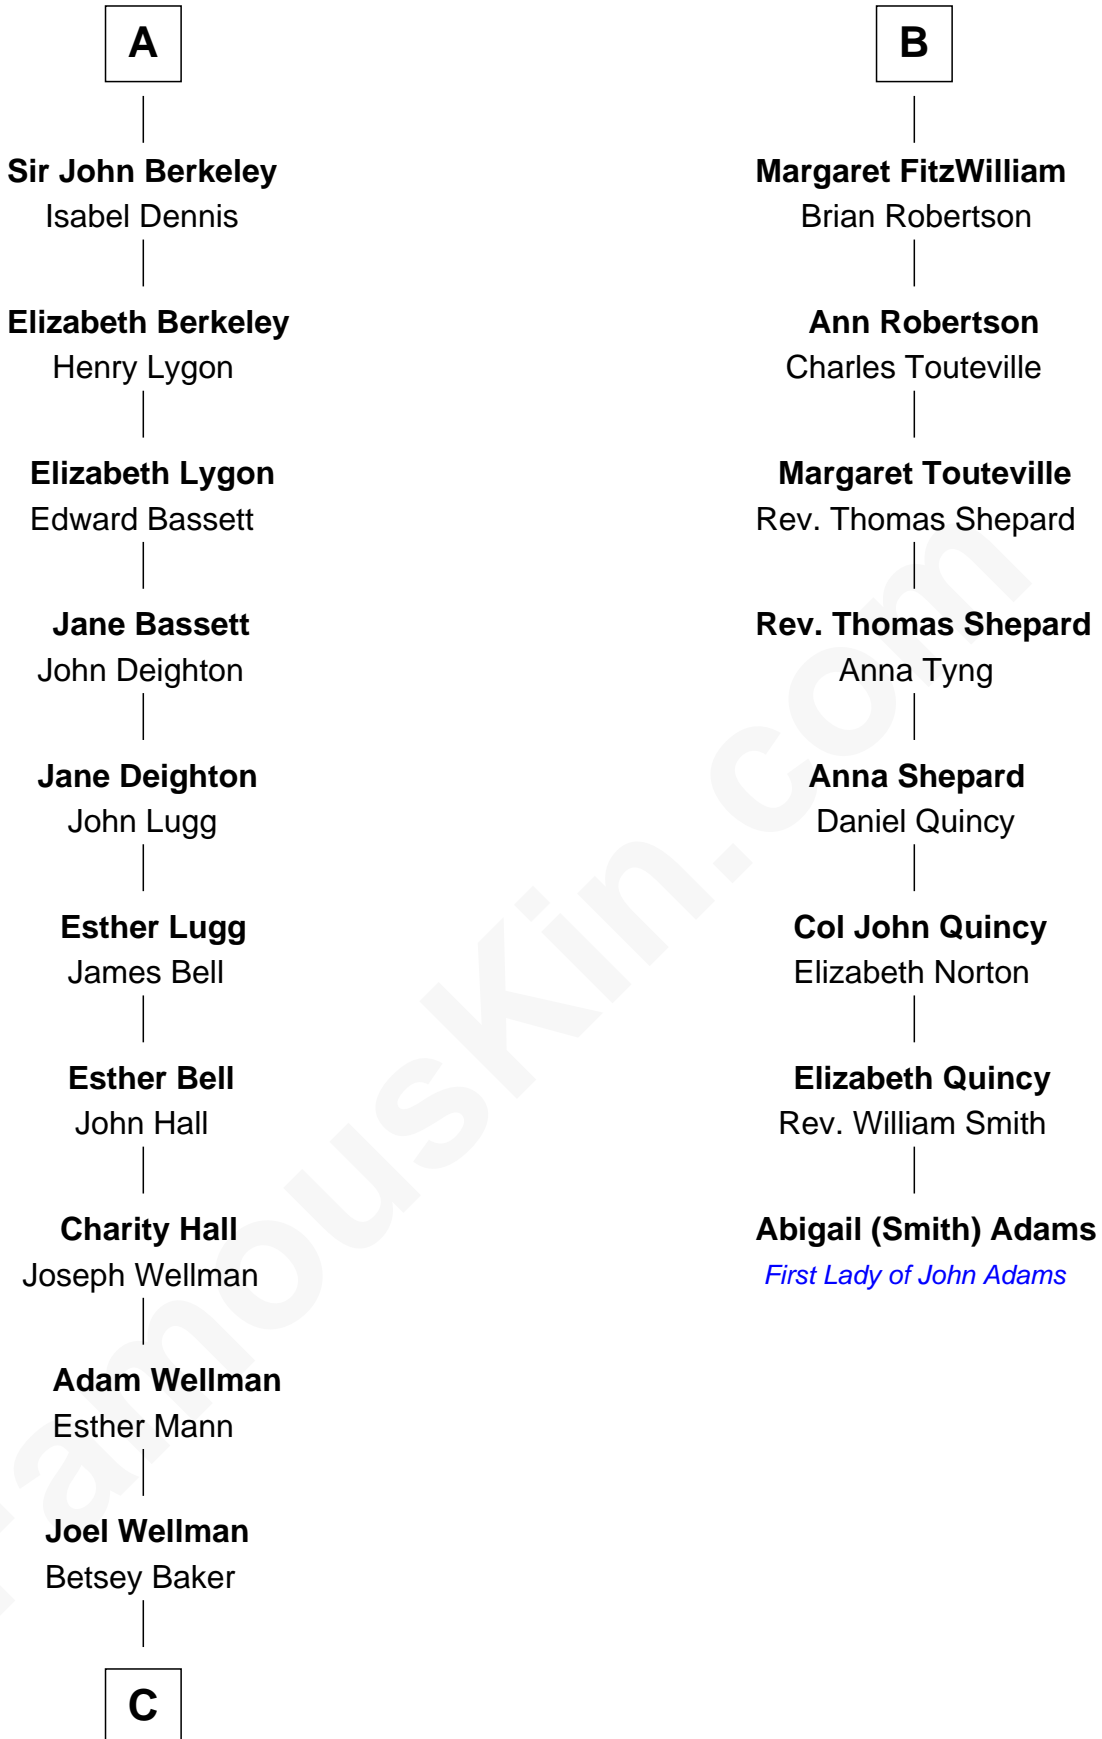 A
Sir John Berkeley
Isabel Dennis
Elizabeth Berkeley
Henry Lygon
Elizabeth Lygon
Edward Bassett
Jane Bassett
John Deighton
Jane Deighton
John Lugg
Esther Lugg
James Bell
Esther Bell
John Hall
Charity Hall
Joseph Wellman
Adam Wellman
Esther Mann
Joel Wellman
Betsey Baker
C
B
Margaret FitzWilliam
Brian Robertson
Ann Robertson
Charles Touteville
Margaret Touteville
Rev. Thomas Shepard
Rev. Thomas Shepard
Anna Tyng
Anna Shepard
Daniel Quincy
Col John Quincy
Elizabeth Norton
Elizabeth Quincy
Rev. William Smith
Abigail (Smith) Adams
First Lady of John Adams
FamousKin.com